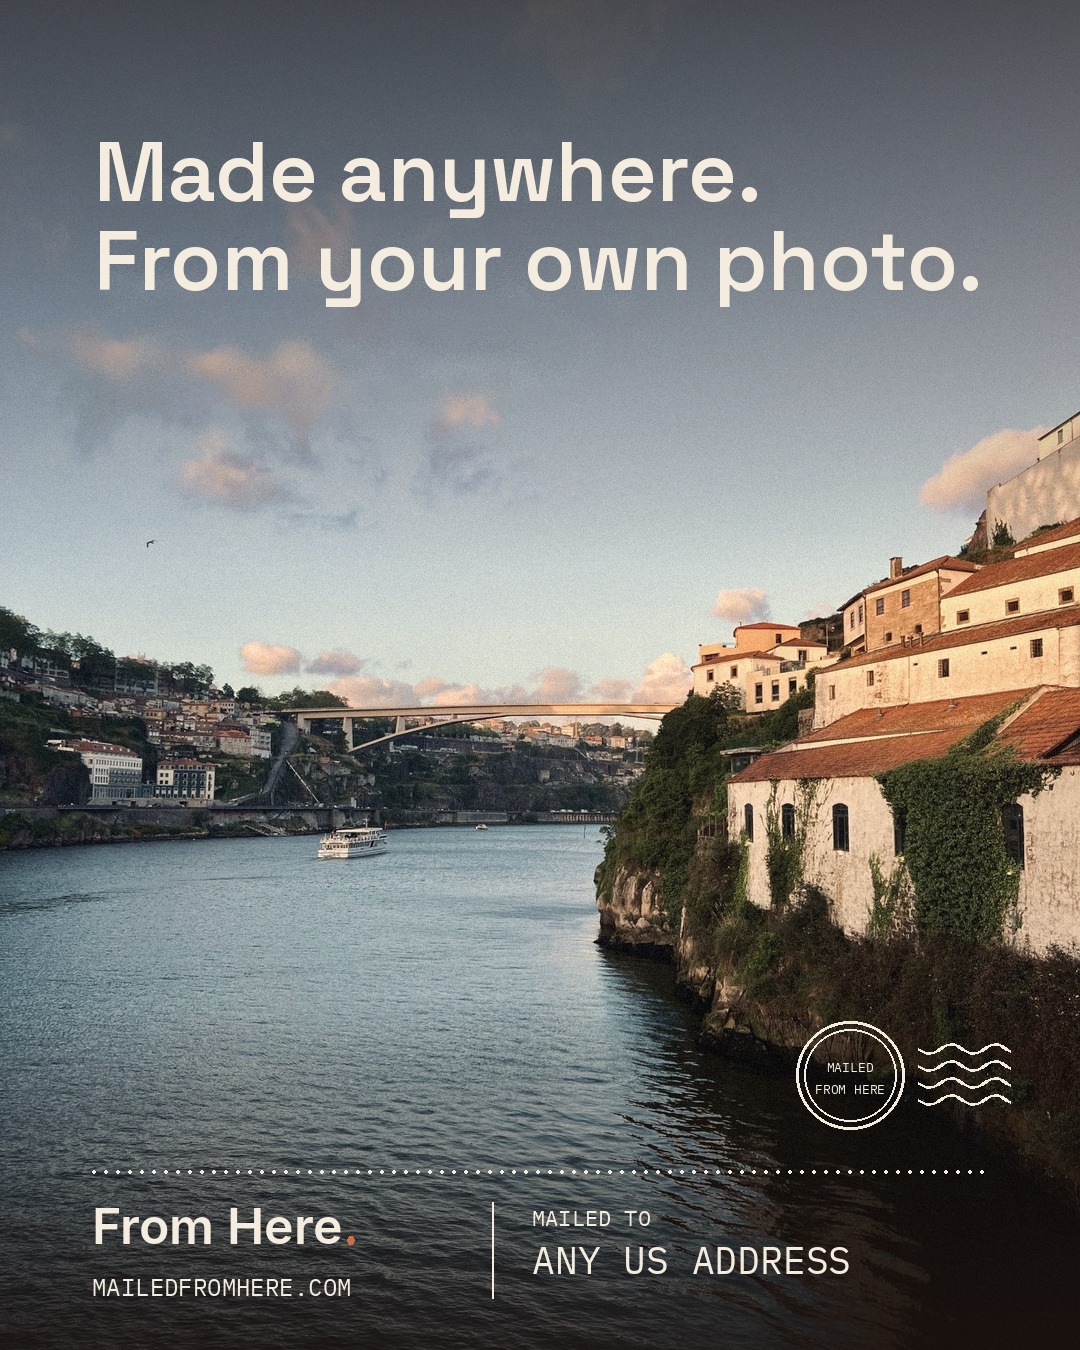 Made anywhere.
From your own photo.
MAILED
FROM HERE
From Here.
MAILEDFROMHERE.COM
MAILED TO
ANY US ADDRESS